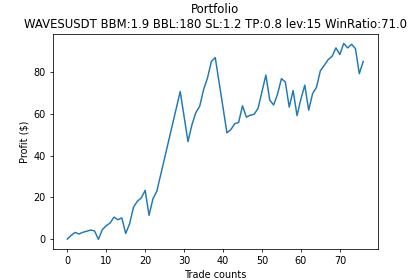 Portfolio
WAVESUSDT BBM:1.9 BBL:180 SL:1.2 TP:0.8 lev:15 WinRatio:71.0
Profit ($)
80
60
40
20
0
0 10 20 30 40 50 60 70
Trade counts